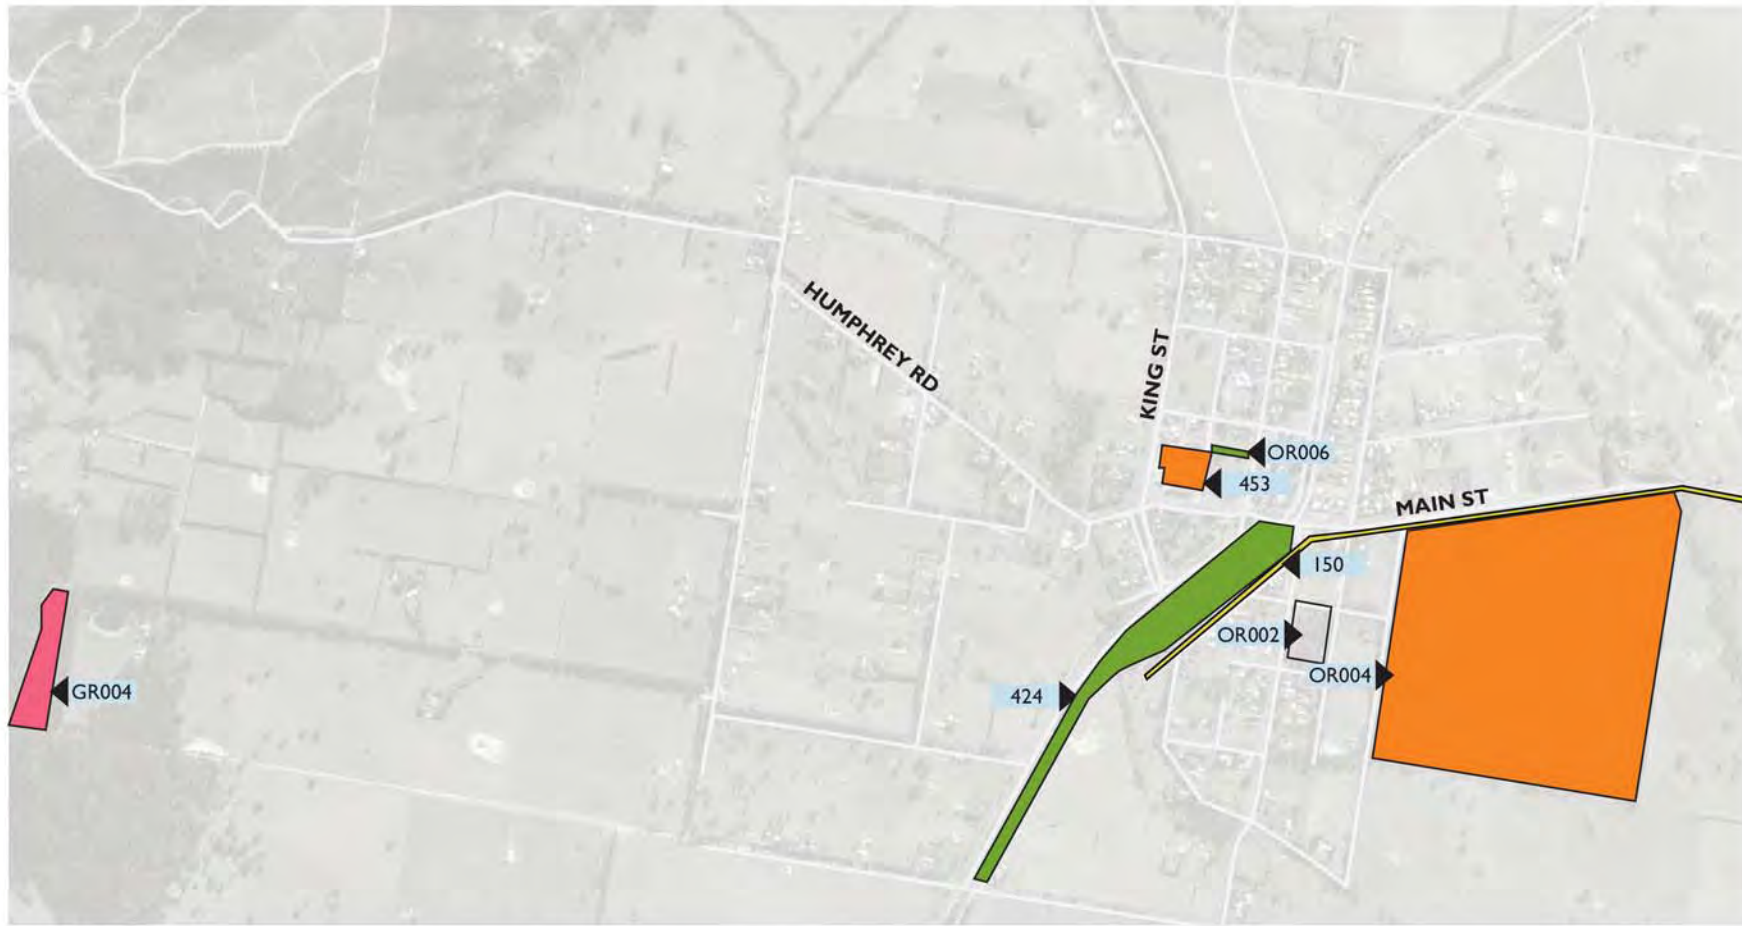 HUMPHREY RD
KING ST
OR006
453
MAIN ST
150
OR002
OR004
GR004
424